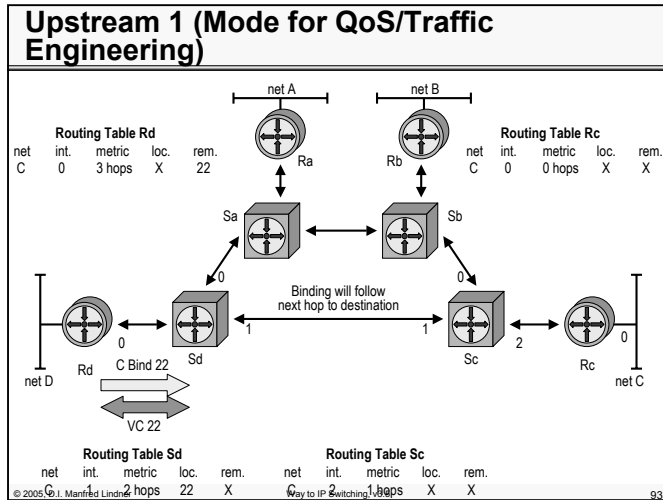 Upstream 1 (Mode for QoS/Traffic
Engineering)
net A
net B
Routing Table Rd
net int. metric loc. rem.
C 0 3 hops X 22
Ra
Rb
Routing Table Rc
net int. metric loc. rem.
C 0 0 hops X X
Sa
Sb
0
0
Binding will follow
next hop to destination
0
1
1
2
0
Rd
Sd
Sc
Rc
net D
net C
C Bind 22
VC 22
Routing Table Sd
net int. metric loc. rem.
C 1 2 hops 22 X
Routing Table Sc
net int. metric loc. rem.
C 2 1 hops X X
© 2005, D.I. Manfred Lindner
Way to IP Switching, v3.6
93